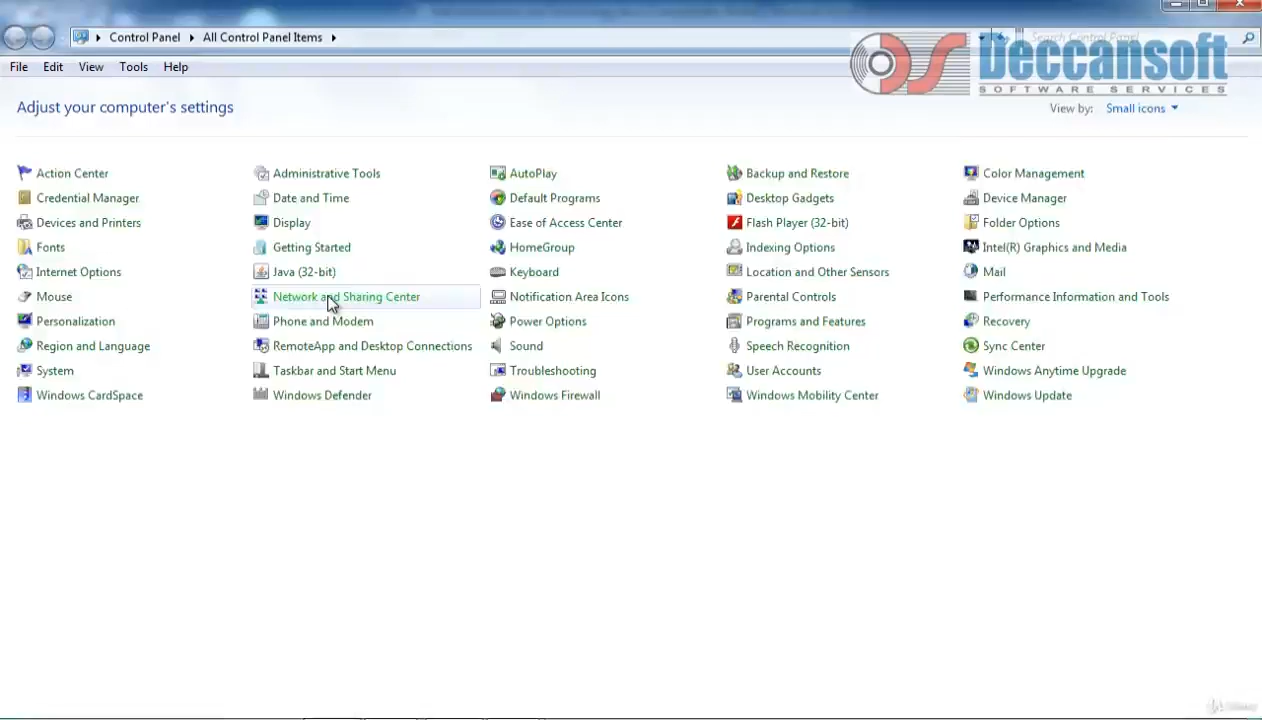 Control Panel All Control Panel Items
Search Control Panel
Deccansoft
SOFTWARE SERVICES
File Edit View Tools Help
Adjust your computer's settings
View by: Small icons
Action Center Administrative Tools AutoPlay Backup and Restore Color Management
Credential Manager Date and Time Default Programs Desktop Gadgets Device Manager
Devices and Printers Display Ease of Access Center Flash Player (32-bit) Folder Options
Fonts Getting Started HomeGroup Indexing Options Intel(R) Graphics and Media
Internet Options Java (32-bit) Keyboard Location and Other Sensors Mail
Mouse Network and Sharing Center Notification Area Icons Parental Controls Performance Information and Tools
Personalization Phone and Modem Power Options Programs and Features Recovery
Region and Language RemoteApp and Desktop Connections Sound Speech Recognition Sync Center
System Taskbar and Start Menu Troubleshooting User Accounts Windows Anytime Upgrade
Windows CardSpace Windows Defender Windows Firewall Windows Mobility Center Windows Update